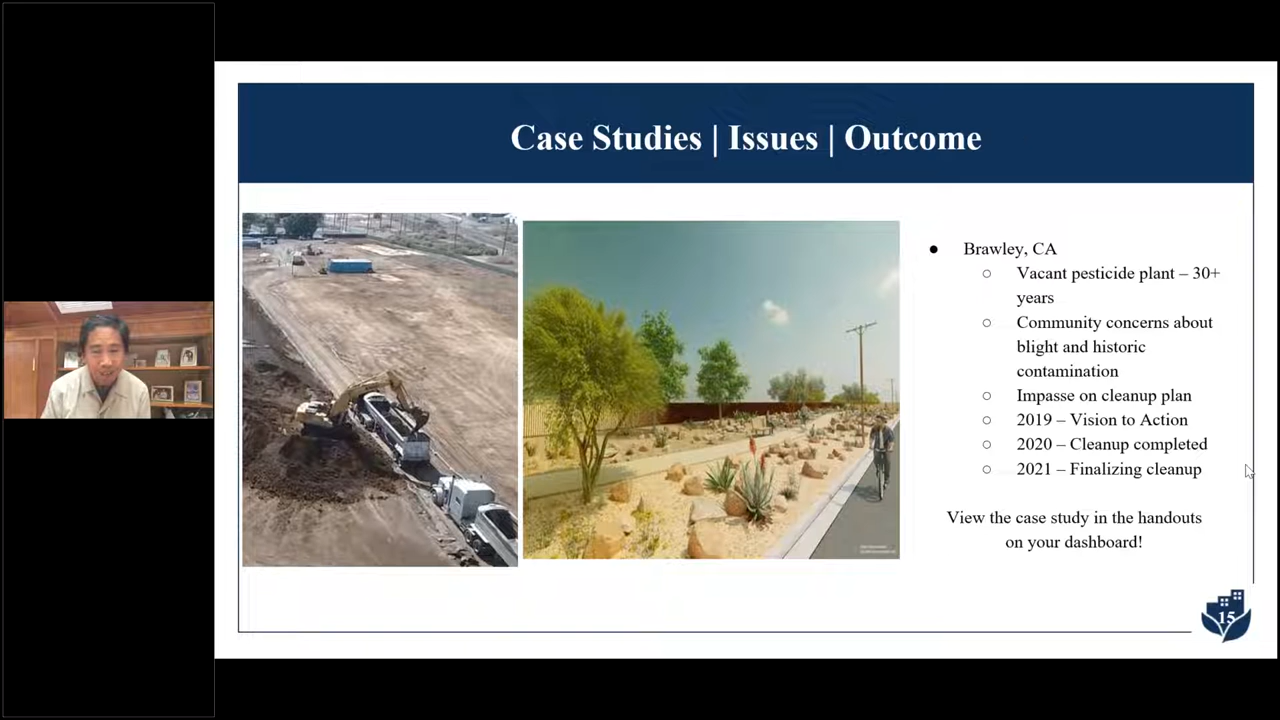 Case Studies | Issues | Outcome
● Brawley, CA
○ Vacant pesticide plant – 30+
years
○ Community concerns about
blight and historic
contamination
○ Impasse on cleanup plan
○ 2019 – Vision to Action
○ 2020 – Cleanup completed
○ 2021 – Finalizing cleanup
View the case study in the handouts
on your dashboard!
15